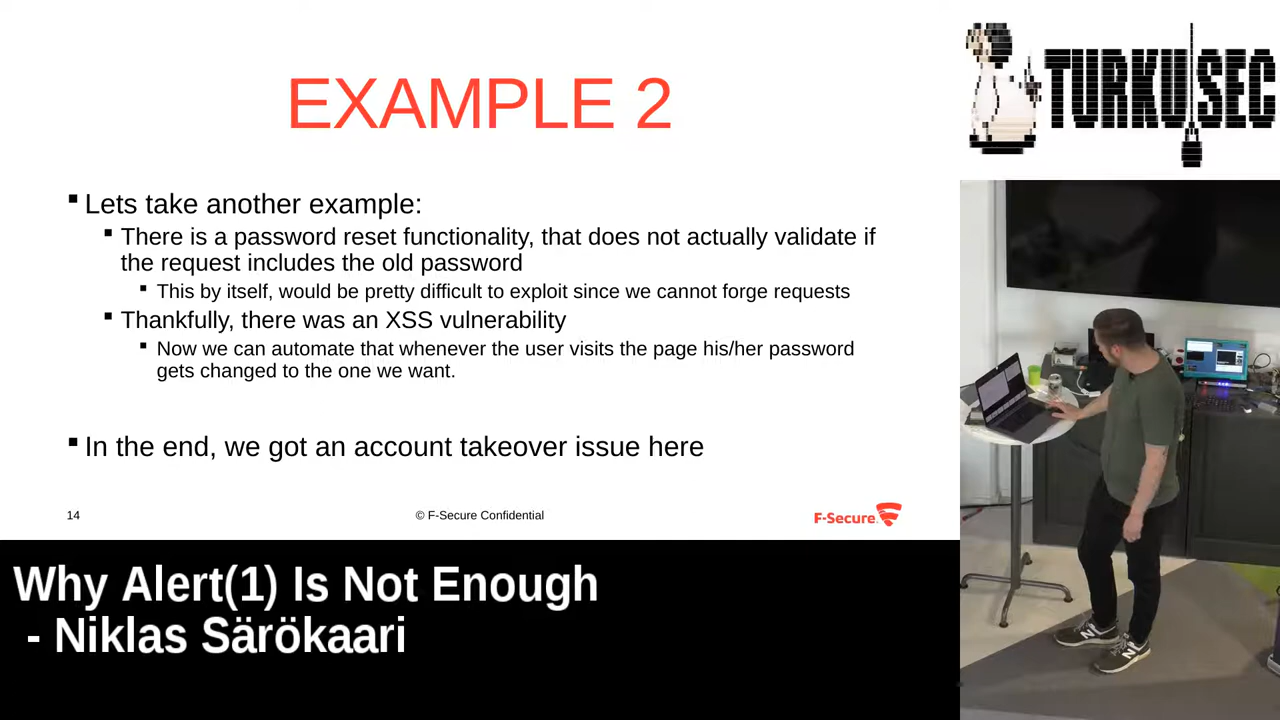 EXAMPLE 2
Lets take another example:
There is a password reset functionality, that does not actually validate if
the request includes the old password
This by itself, would be pretty difficult to exploit since we cannot forge requests
Thankfully, there was an XSS vulnerability
Now we can automate that whenever the user visits the page his/her password
gets changed to the one we want.
In the end, we got an account takeover issue here
14
© F-Secure Confidential
F-Secure.
TURKU SEC
N
N
Why Alert(1) Is Not Enough
- Niklas Särökaari